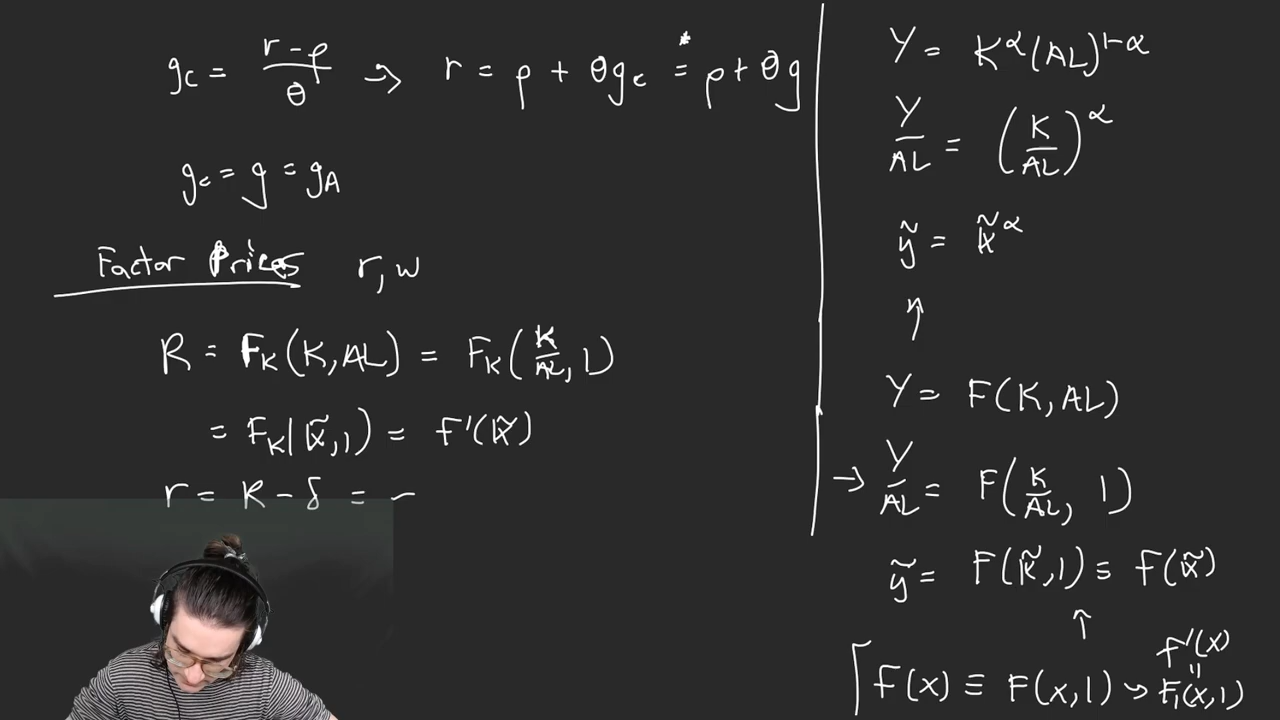 g_c = (r - ρ)/θ → r = ρ + θg_c =* ρ + θg
g_c = g = g_A
Factor Prices r, w
R = F_K(K, AL) = F_K(K/AL, 1)
= F_K(k̃, 1) = f'(k̃)
r = R - δ =
Y = K^α(AL)^{1-α}
Y/AL = (K/AL)^α
ỹ = k̃^α
↑
Y = F(K, AL)
→ Y/AL = F(K/AL, 1)
ỹ = F(k̃, 1) ≡ f(k̃)
↑
f'(x)
=
f(x) ≡ F(x, 1) → F_1(x, 1)